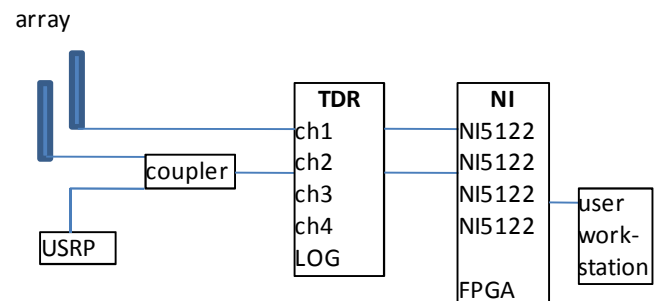 array
TDR
ch1
ch2
ch3
ch4
LOG
NI
NI5122
NI5122
NI5122
NI5122
FPGA
coupler
USRP
user
work-
station